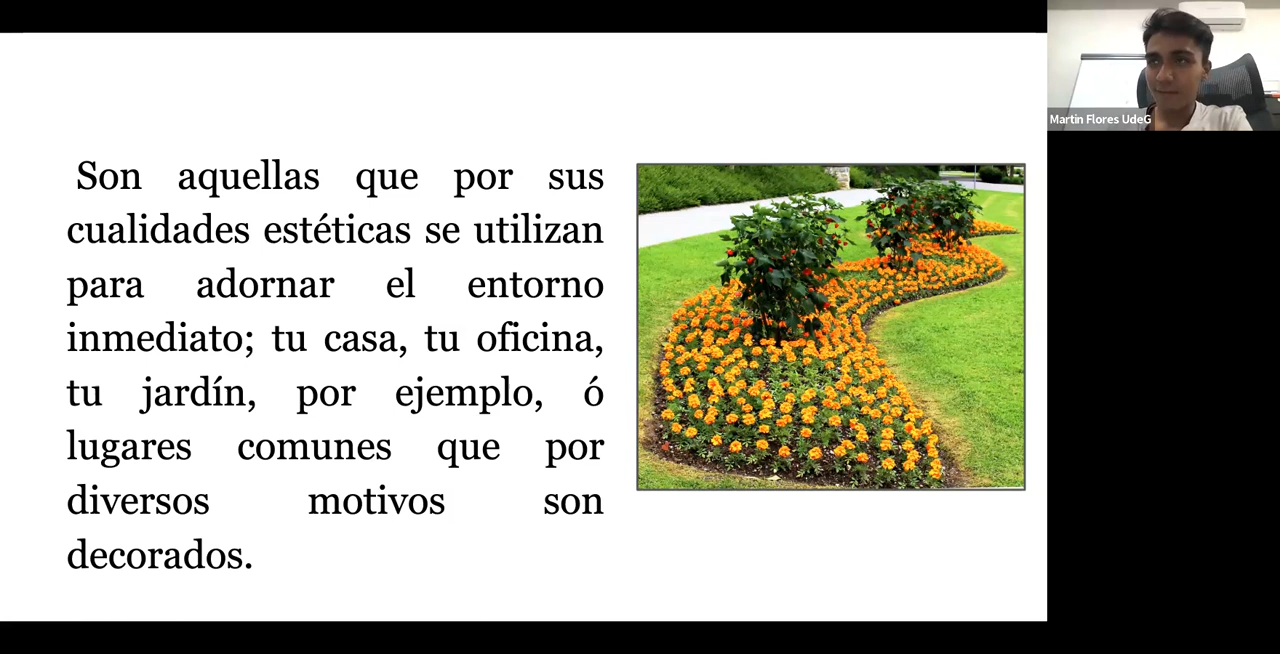 Son aquellas que por sus
cualidades estéticas se utilizan
para adornar el entorno
inmediato; tu casa, tu oficina,
tu jardín, por ejemplo, ó
lugares comunes que por
diversos motivos son
decorados.
Martin Flores UdeG